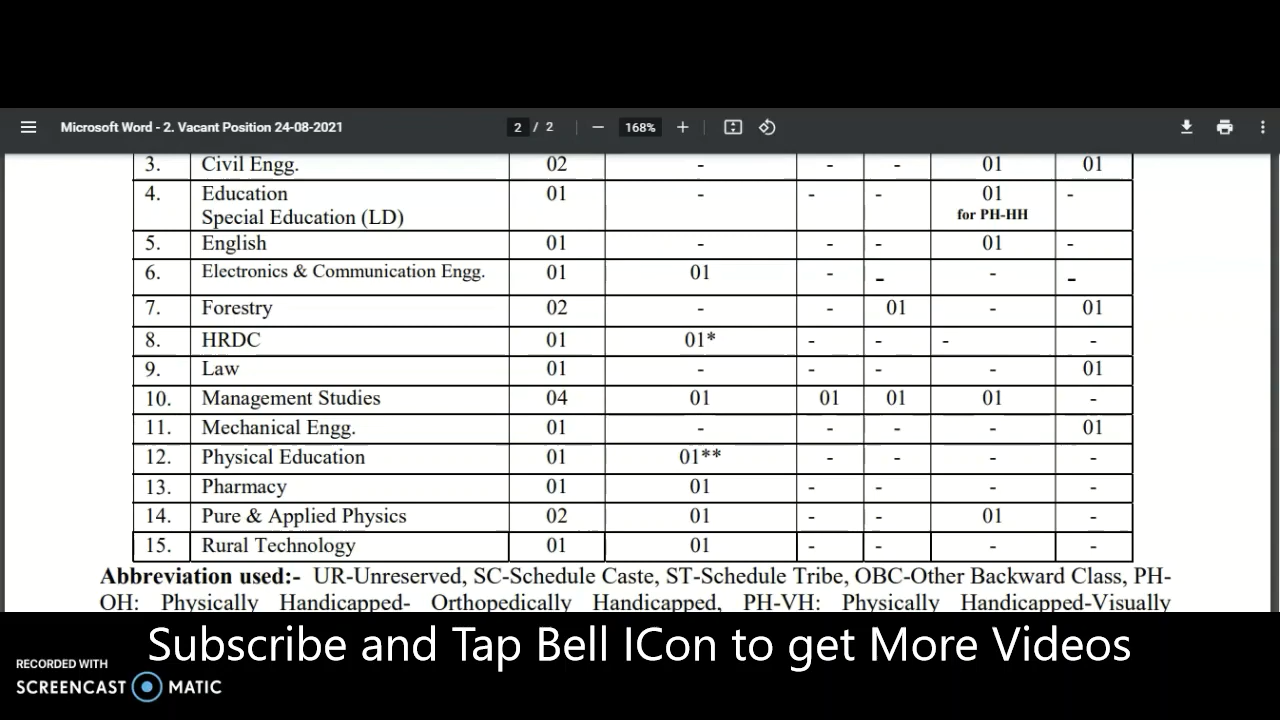 Microsoft Word - 2. Vacant Position 24-08-2021 2 / 2 168%
3. Civil Engg. 02 - - - 01 01
4. Education 01 - - - 01 -
Special Education (LD) for PH-HH
5. English 01 - - - 01 -
6. Electronics & Communication Engg. 01 01 - - - -
7. Forestry 02 - - 01 - 01
8. HRDC 01 01* - - - -
9. Law 01 - - - - 01
10. Management Studies 04 01 01 01 01 -
11. Mechanical Engg. 01 - - - - 01
12. Physical Education 01 01** - - - -
13. Pharmacy 01 01 - - - -
14. Pure & Applied Physics 02 01 - - 01 -
15. Rural Technology 01 01 - - - -
Abbreviation used:- UR-Unreserved, SC-Schedule Caste, ST-Schedule Tribe, OBC-Other Backward Class, PH-
OH: Physically Handicapped- Orthopedically Handicapped, PH-VH: Physically Handicapped-Visually
Subscribe and Tap Bell ICon to get More Videos
RECORDED WITH
SCREENCAST MATIC